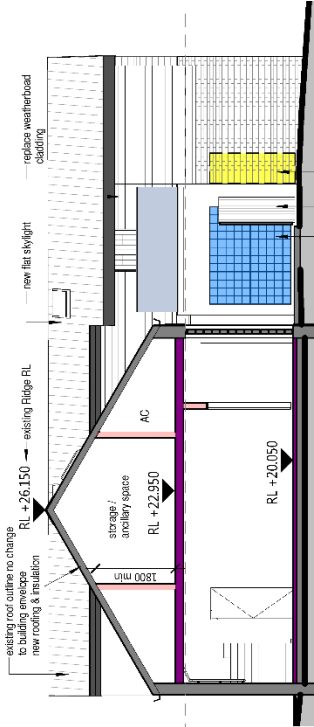 existing roof outline no change
to building envelope
new roofing & insulation
RL +26.150
existing Ridge RL
new flat skylight
replace weatherboad
cladding
storage /
ancillary space
AC
1800 min
RL +22.950
RL +20.050